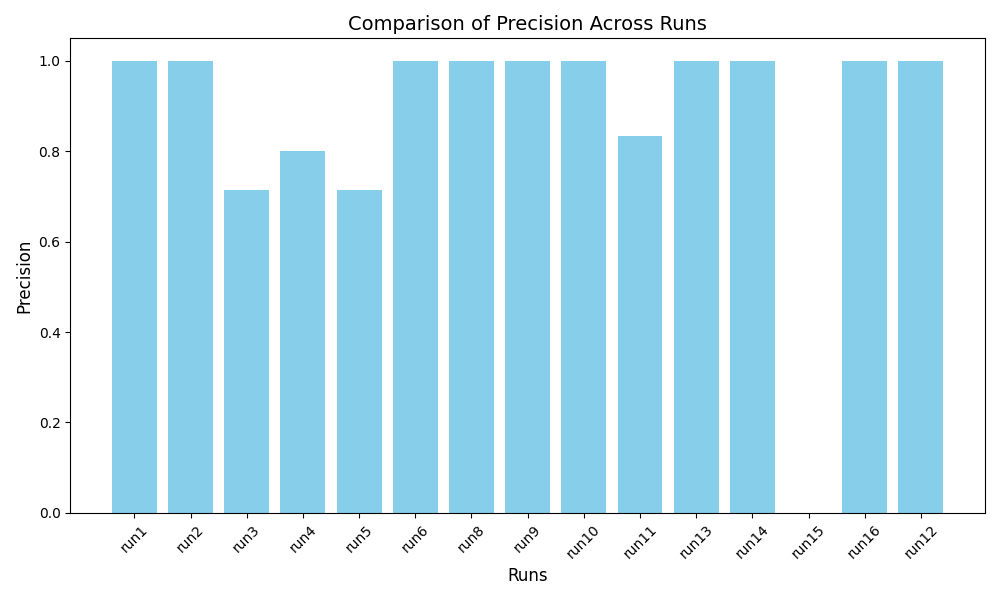 Comparison of Precision Across Runs
1.0
0.8
0.6
0.4
0.2
0.0
Precision
run1 run2 run3 run4 run5 run6 run8 run9 run10 run11 run13 run14 run15 run16 run12
Runs